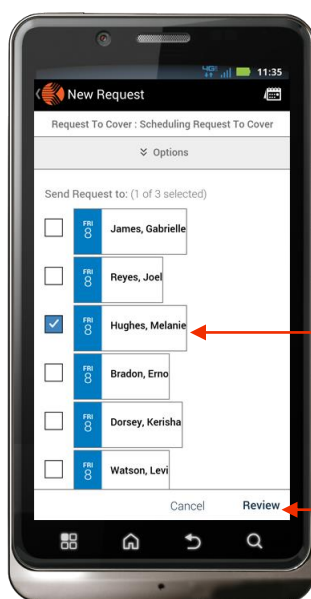 4G 11:35
New Request
Request To Cover : Scheduling Request To Cover
Options
Send Request to: (1 of 3 selected)
FRI
8
James, Gabrielle
FRI
8
Reyes, Joel
FRI
8
Hughes, Melanie
FRI
8
Bradon, Erno
FRI
8
Dorsey, Kerisha
FRI
8
Watson, Levi
Cancel Review